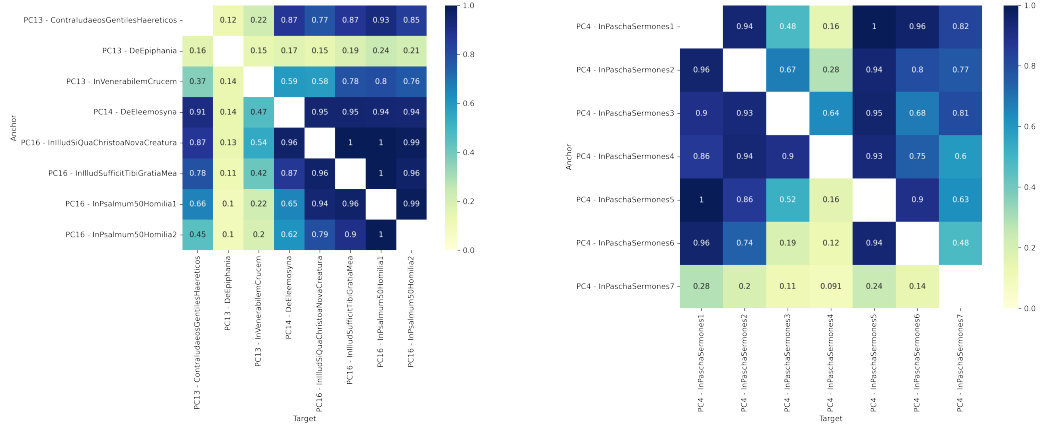 PC13 - ContraIudaeosGentilesHaereticos 0.12 0.22 0.87 0.77 0.87 0.93 0.85
PC13 - DeEpiphania 0.16 0.15 0.17 0.15 0.19 0.24 0.21
PC13 - InVenerabilemCrucem 0.37 0.14 0.59 0.58 0.78 0.8 0.76
PC14 - DeEleemosyna 0.91 0.14 0.47 0.95 0.95 0.94 0.94
PC16 - InIlludSiQuaChristoaNovaCreatura 0.87 0.13 0.54 0.96 1 1 0.99
PC16 - InIlludSufficitTibiGratiaMea 0.78 0.11 0.42 0.87 0.96 1 0.96
PC16 - InPsalmum50Homilia1 0.66 0.1 0.22 0.65 0.94 0.96 0.99
PC16 - InPsalmum50Homilia2 0.45 0.1 0.2 0.62 0.79 0.9 1
Anchor
PC13 - ContraIudaeosGentilesHaereticos
PC13 - DeEpiphania
PC13 - InVenerabilemCrucem
PC14 - DeEleemosyna
PC16 - InIlludSiQuaChristoaNovaCreatura
PC16 - InIlludSufficitTibiGratiaMea
PC16 - InPsalmum50Homilia1
PC16 - InPsalmum50Homilia2
Target
1.0
0.8
0.6
0.4
0.2
0.0
PC4 - InPaschaSermones1 0.94 0.48 0.16 1 0.96 0.82
PC4 - InPaschaSermones2 0.96 0.67 0.28 0.94 0.8 0.77
PC4 - InPaschaSermones3 0.9 0.93 0.64 0.95 0.68 0.81
PC4 - InPaschaSermones4 0.86 0.94 0.9 0.93 0.75 0.6
PC4 - InPaschaSermones5 1 0.86 0.52 0.16 0.9 0.63
PC4 - InPaschaSermones6 0.96 0.74 0.19 0.12 0.94 0.48
PC4 - InPaschaSermones7 0.28 0.2 0.11 0.091 0.24 0.14
Anchor
PC4 - InPaschaSermones1
PC4 - InPaschaSermones2
PC4 - InPaschaSermones3
PC4 - InPaschaSermones4
PC4 - InPaschaSermones5
PC4 - InPaschaSermones6
PC4 - InPaschaSermones7
Target
1.0
0.8
0.6
0.4
0.2
0.0